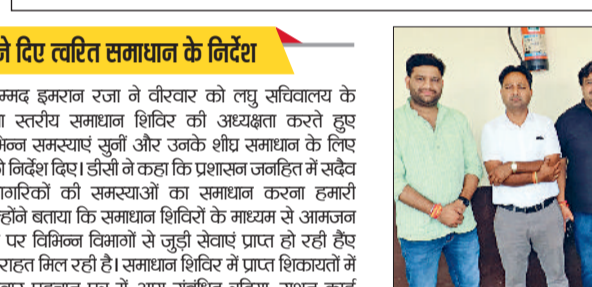 ने दिए त्वरित समाधान के निर्देश
म्मद इमरान रजा ने वीरवार को लघु सचिवालय के
स्तरीय समाधान शिविर की अध्यक्षता करते हुए
भिन्न समस्याएं सुनीं और उनके शीघ्र समाधान के लिए
निर्देश दिए। डीसी ने कहा कि प्रशासन जनहित में सदैव
ागरिकों की समस्याओं का समाधान करना हमारी
न्होंने बताया कि समाधान शिविरों के माध्यम से आमजन
पर विभिन्न विभागों से जुड़ी सेवाएं प्राप्त हो रही हैंए
राहत मिल रही है। समाधान शिविर में प्राप्त शिकायतों में